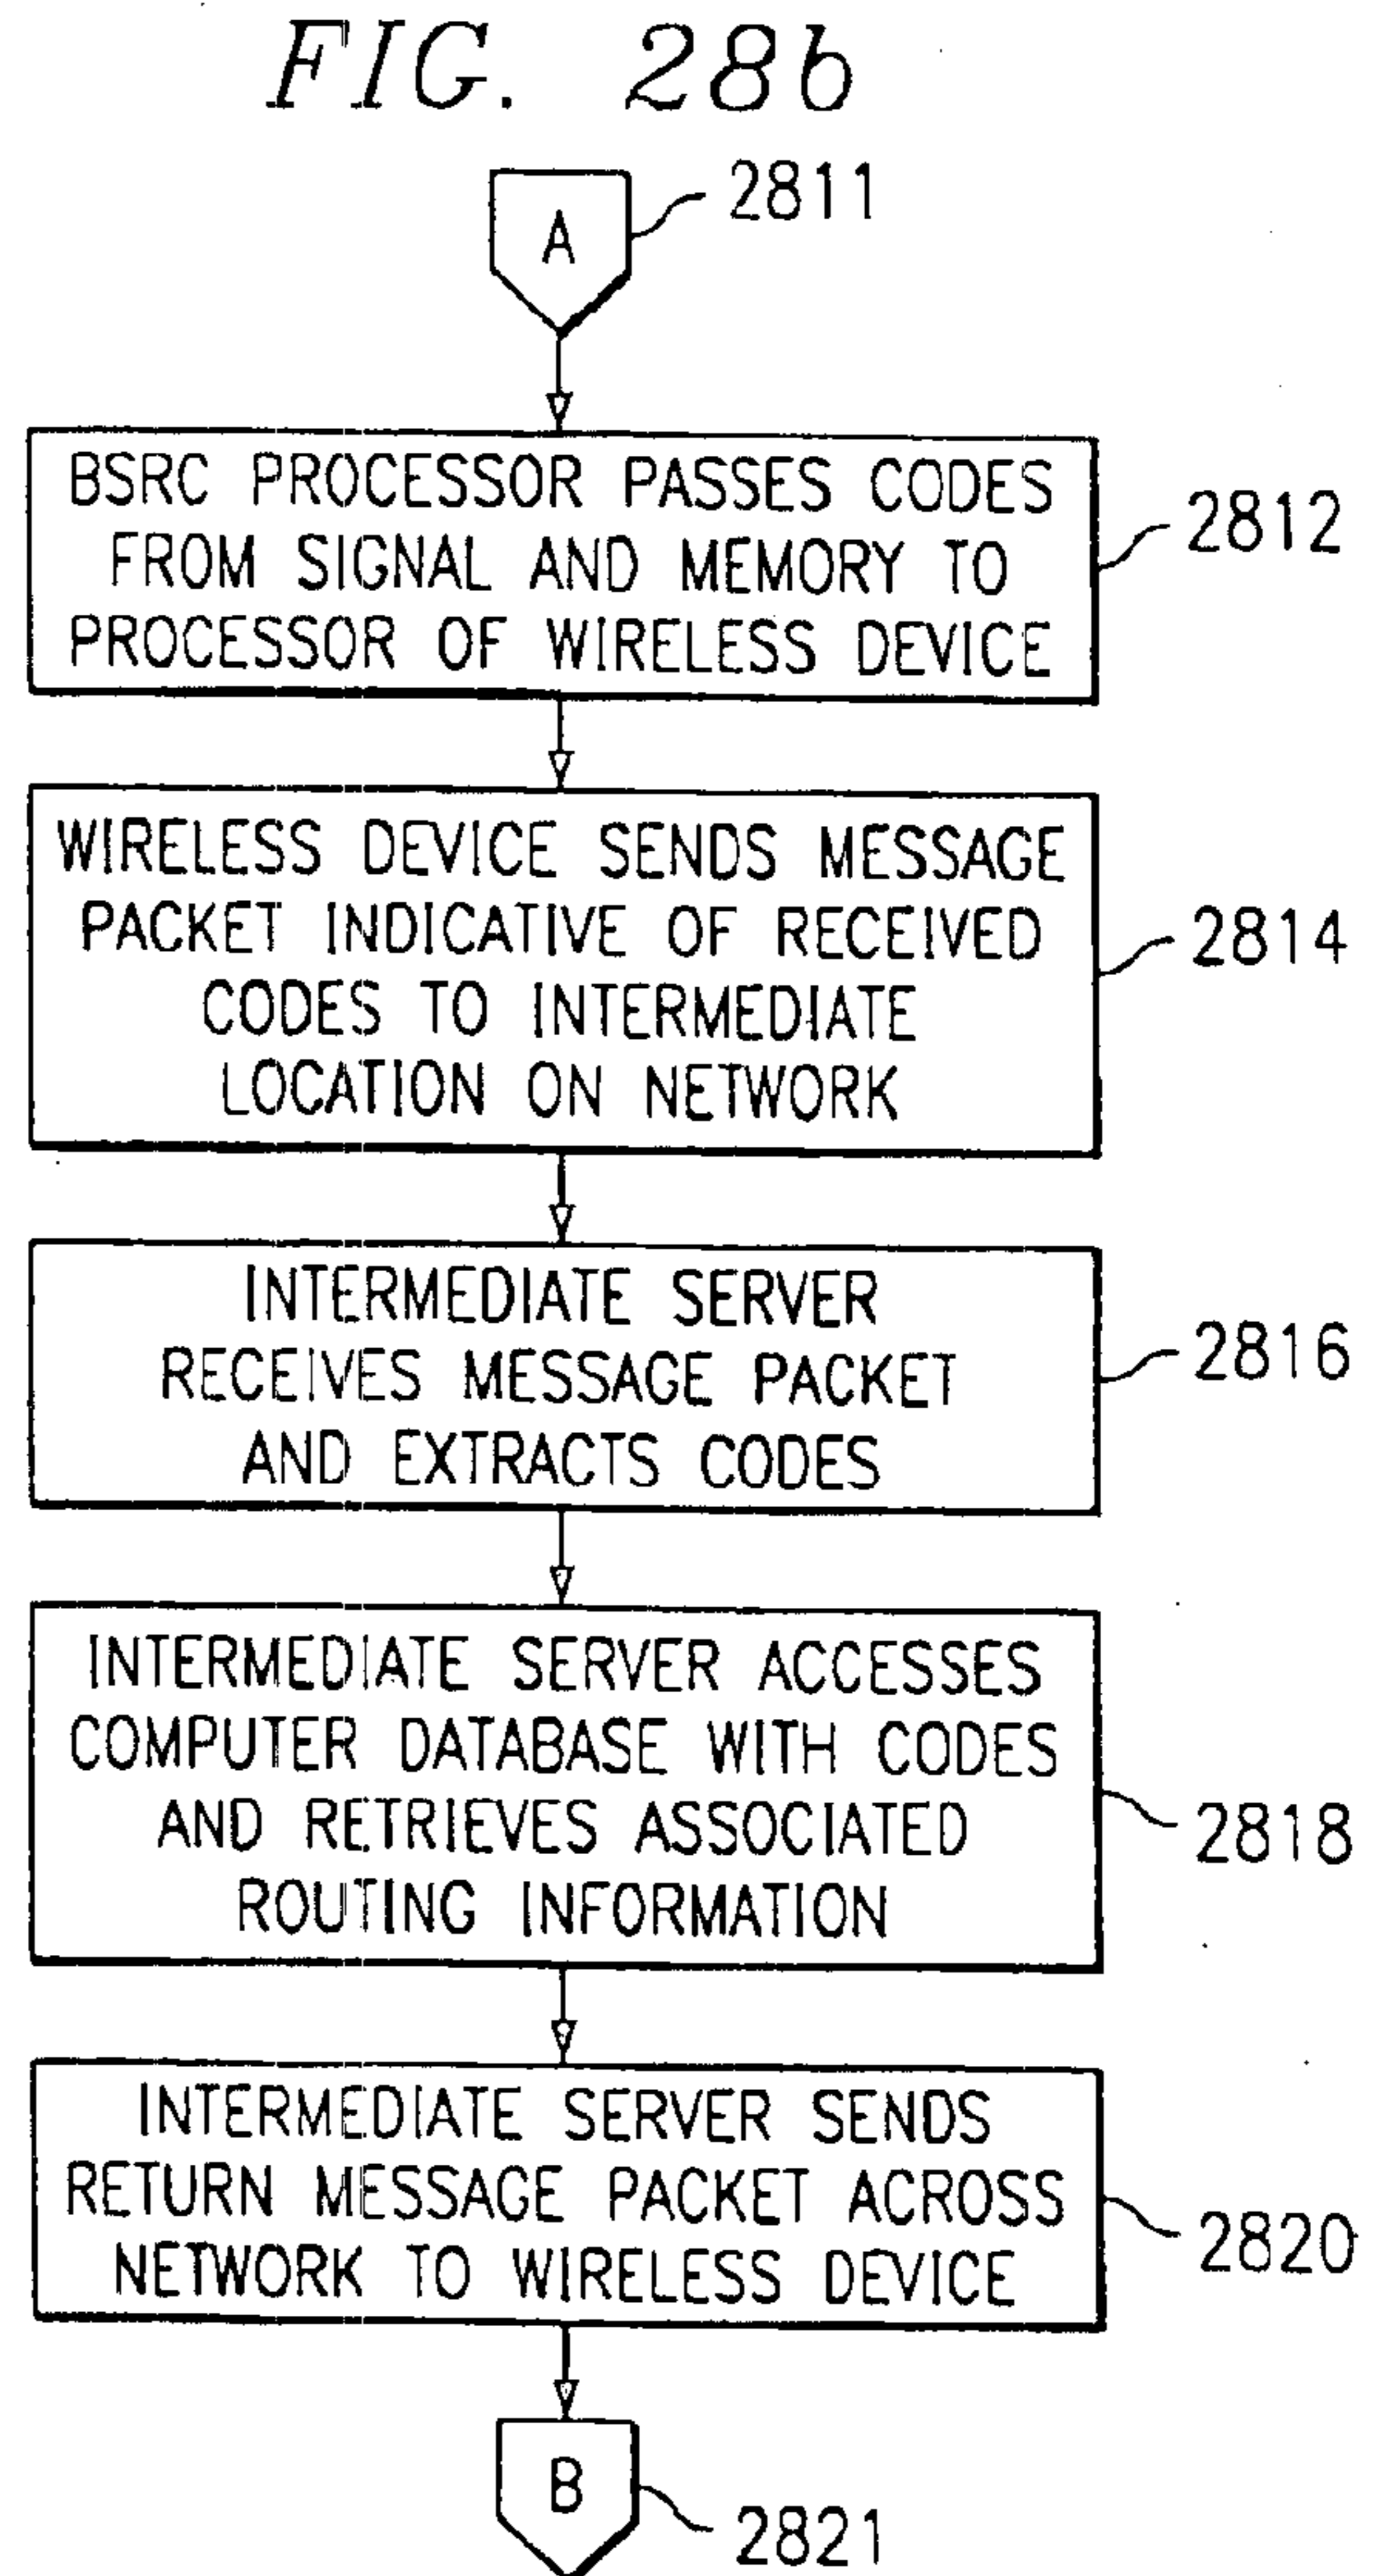 FIG. 28b
A
2811
BSRC PROCESSOR PASSES CODES
FROM SIGNAL AND MEMORY TO
PROCESSOR OF WIRELESS DEVICE
2812
WIRELESS DEVICE SENDS MESSAGE
PACKET INDICATIVE OF RECEIVED
CODES TO INTERMEDIATE
LOCATION ON NETWORK
2814
INTERMEDIATE SERVER
RECEIVES MESSAGE PACKET
AND EXTRACTS CODES
2816
INTERMEDIATE SERVER ACCESSES
COMPUTER DATABASE WITH CODES
AND RETRIEVES ASSOCIATED
ROUTING INFORMATION
2818
INTERMEDIATE SERVER SENDS
RETURN MESSAGE PACKET ACROSS
NETWORK TO WIRELESS DEVICE
2820
B
2821